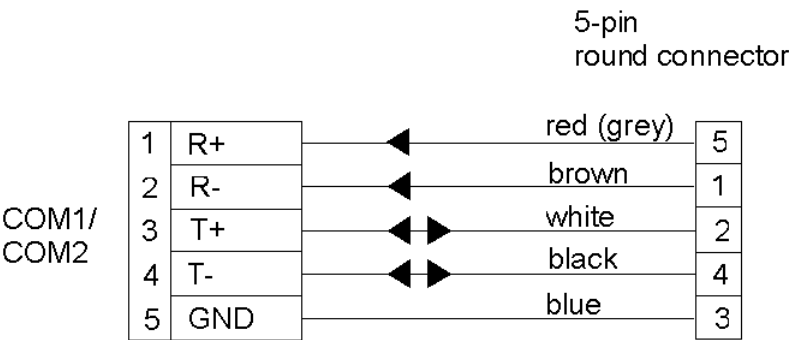 5-pin
round connector
1 R+ red (grey) 5
2 R- brown 1
COM1/
COM2
3 T+ white 2
4 T- black 4
5 GND blue 3